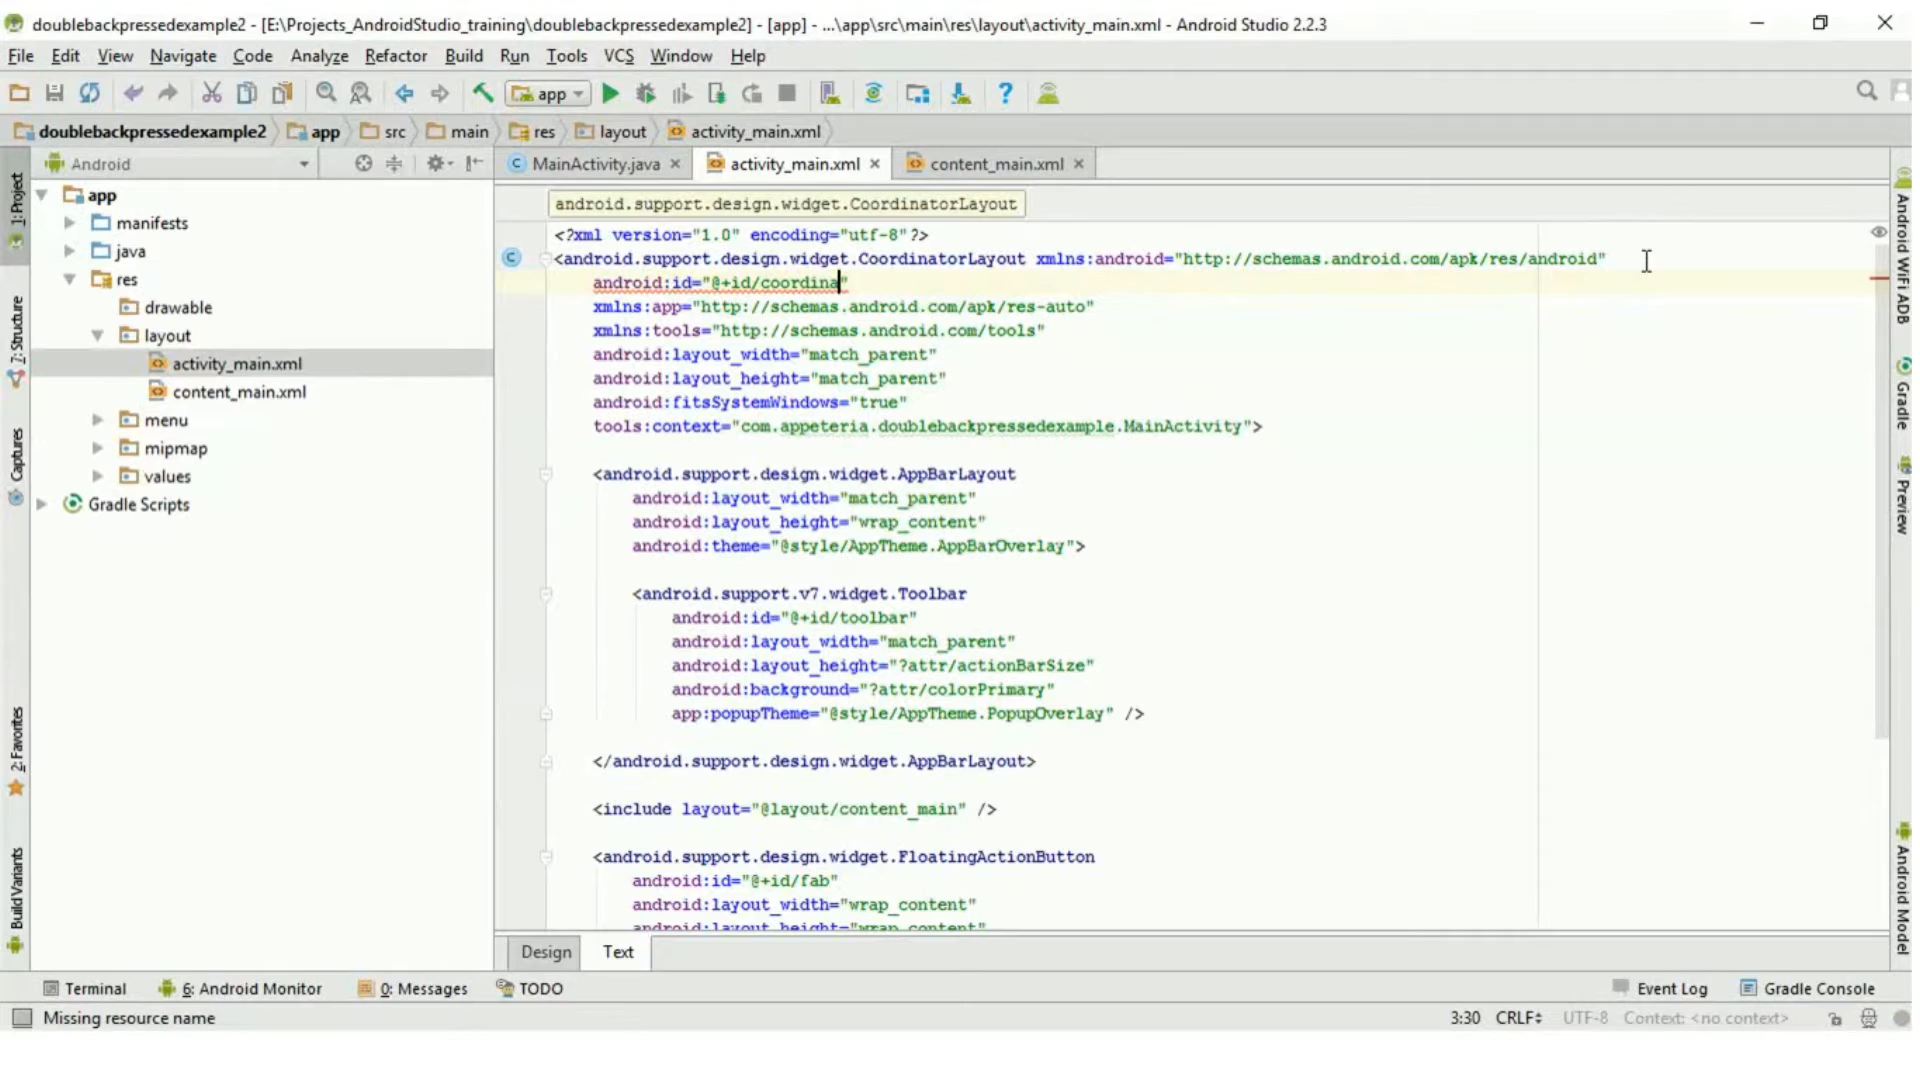 doublebackpressedexample2 - [E:\Projects_AndroidStudio_training\doublebackpressedexample2] - [app] - ...\app\src\main\res\layout\activity_main.xml - Android Studio 2.2.3
File Edit View Navigate Code Analyze Refactor Build Run Tools VCS Window Help
app
doublebackpressedexample2 app src main res layout activity_main.xml
Android
MainActivity.java activity_main.xml content_main.xml
1: Project
7: Structure
Captures
2: Favorites
Build Variants
app
manifests
java
res
drawable
layout
activity_main.xml
content_main.xml
menu
mipmap
values
Gradle Scripts
android.support.design.widget.CoordinatorLayout
<?xml version="1.0" encoding="utf-8"?>
<android.support.design.widget.CoordinatorLayout xmlns:android="http://schemas.android.com/apk/res/android"
android:id="@+id/coordina"
xmlns:app="http://schemas.android.com/apk/res-auto"
xmlns:tools="http://schemas.android.com/tools"
android:layout_width="match_parent"
android:layout_height="match_parent"
android:fitsSystemWindows="true"
tools:context="com.appeteria.doublebackpressedexample.MainActivity">
<android.support.design.widget.AppBarLayout
android:layout_width="match_parent"
android:layout_height="wrap_content"
android:theme="@style/AppTheme.AppBarOverlay">
<android.support.v7.widget.Toolbar
android:id="@+id/toolbar"
android:layout_width="match_parent"
android:layout_height="?attr/actionBarSize"
android:background="?attr/colorPrimary"
app:popupTheme="@style/AppTheme.PopupOverlay" />
</android.support.design.widget.AppBarLayout>
<include layout="@layout/content_main" />
<android.support.design.widget.FloatingActionButton
android:id="@+id/fab"
android:layout_width="wrap_content"
android:layout_height="wrap_content"
Design Text
Android WiFi ADB
Gradle
Preview
Android Model
Terminal 6: Android Monitor 0: Messages TODO Event Log Gradle Console
Missing resource name 3:30 CRLF UTF-8 Context: <no context>